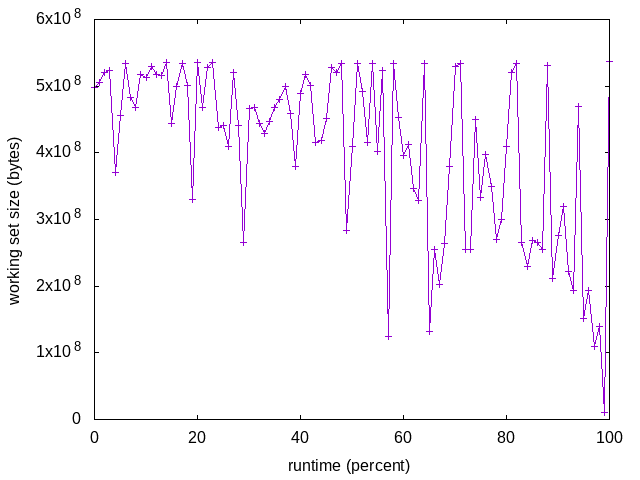 6x10^8
5x10^8
4x10^8
3x10^8
2x10^8
1x10^8
0
working set size (bytes)
0 20 40 60 80 100
runtime (percent)